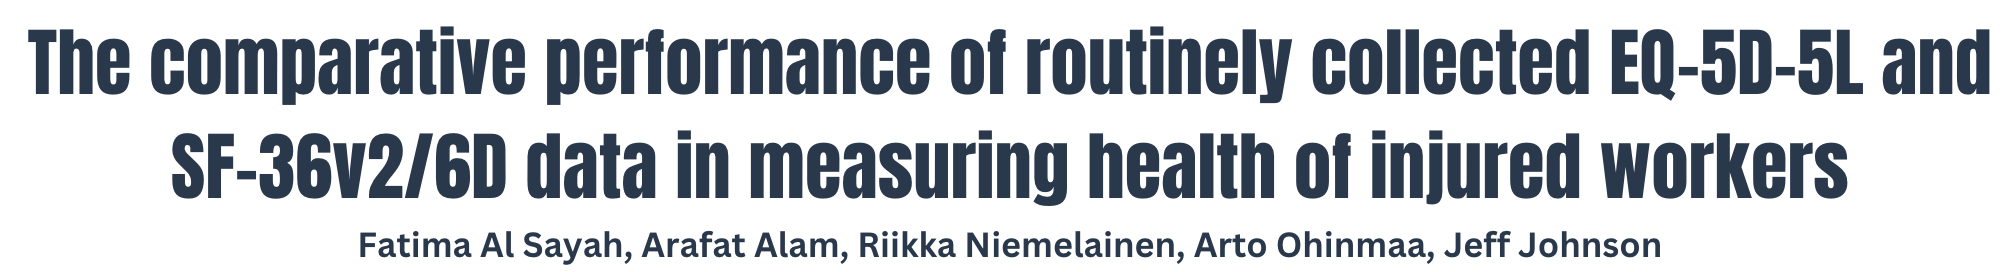 The comparative performance of routinely collected EQ-5D-5L and
SF-36v2/6D data in measuring health of injured workers
Fatima Al Sayah, Arafat Alam, Riikka Niemelainen, Arto Ohinmaa, Jeff Johnson